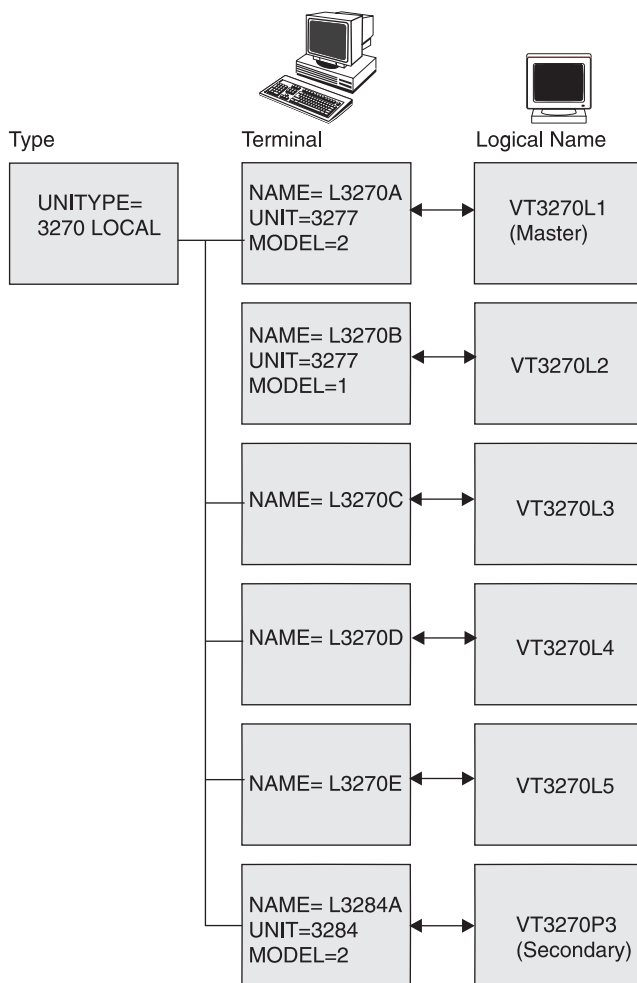 Type
Terminal
Logical Name
UNITYPE=
3270 LOCAL
NAME= L3270A
UNIT=3277
MODEL=2
VT3270L1
(Master)
NAME= L3270B
UNIT=3277
MODEL=1
VT3270L2
NAME= L3270C
VT3270L3
NAME= L3270D
VT3270L4
NAME= L3270E
VT3270L5
NAME= L3284A
UNIT=3284
MODEL=2
VT3270P3
(Secondary)